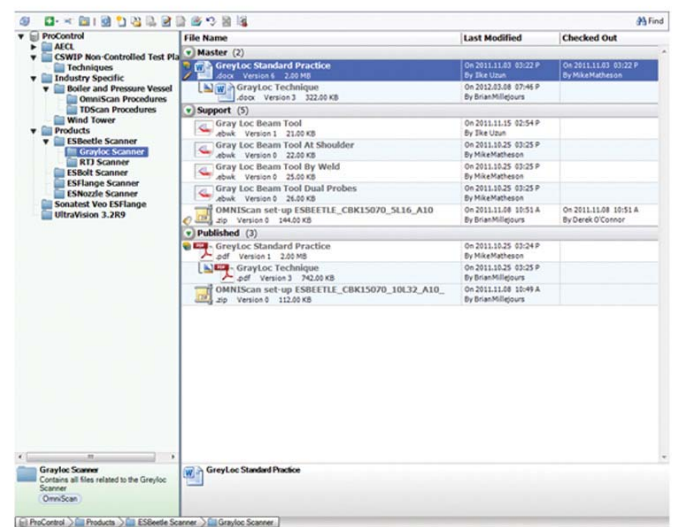 Find
ProControl
AECL
CSWIP Non-Controlled Test Pla
Techniques
Industry Specific
Boiler and Pressure Vessel
OmniScan Procedures
TDScan Procedures
Wind Tower
Products
ESBeetle Scanner
Grayloc Scanner
RTJ Scanner
ESBolt Scanner
ESFlange Scanner
ESNozzle Scanner
Sonatest Veo ESFlange
UltraVision 3.2R9
File Name Last Modified Checked Out
Master (2)
GreyLoc Standard Practice On 2011.11.03 03:22 P On 2011.11.03 03:22 P
.docx Version 6 2.00 MB By Ilke Uzun By MikeMatheson
GrayLoc Technique On 2012.03.08 07:46 P
.docx Version 3 322.00 KB By BrianMillejours
Support (5)
Gray Loc Beam Tool On 2011.11.15 02:54 P
.ebwk Version 1 21.00 KB By Ilke Uzun
Gray Loc Beam Tool At Shoulder On 2011.10.25 03:25 P
.ebwk Version 0 22.00 KB By MikeMatheson
Gray Loc Beam Tool By Weld On 2011.10.25 03:25 P
.ebwk Version 0 25.00 KB By MikeMatheson
Gray Loc Beam Tool Dual Probes On 2011.10.25 03:25 P
.ebwk Version 0 26.00 KB By MikeMatheson
OMNIScan set-up ESBEETLE_CBK15070_5L16_A10 On 2011.11.08 10:51 A On 2011.11.08 10:51 A
.zip Version 0 144.00 KB By BrianMillejours By Derek O'Connor
Published (3)
GreyLoc Standard Practice On 2011.10.25 03:24 P
.pdf Version 1 2.00 MB By MikeMatheson
GrayLoc Technique On 2011.10.25 03:25 P
.pdf Version 3 742.00 KB By BrianMillejours
OMNIScan set-up ESBEETLE_CBK15070_10L32_A10_ On 2011.11.08 10:49 A
.zip Version 0 112.00 KB By BrianMillejours
Grayloc Scanner
Contains all files related to the Greyloc
Scanner
OmniScan
GreyLoc Standard Practice
ProControl Products ESBeetle Scanner Grayloc Scanner